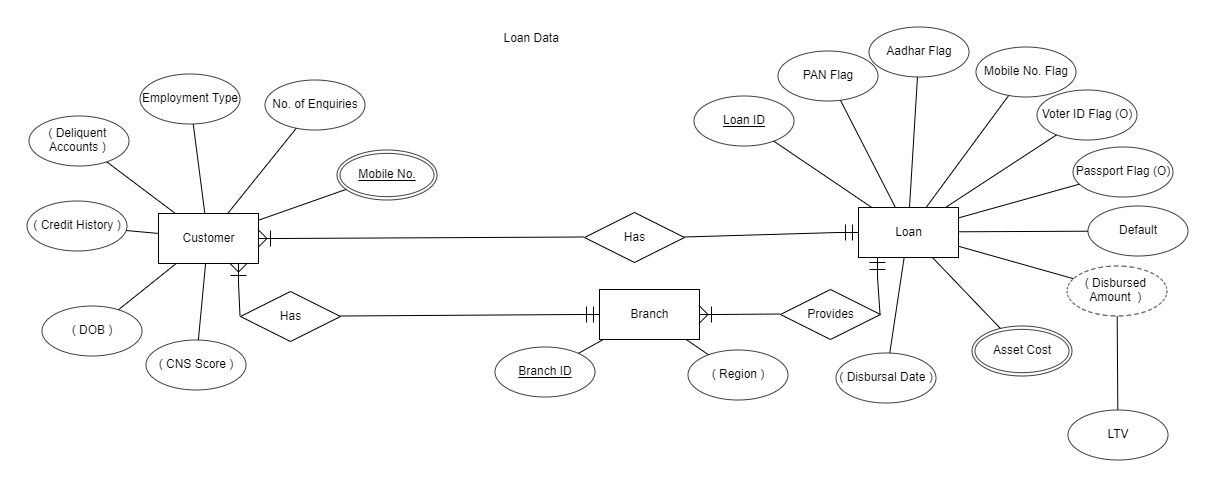 Loan Data
Employment Type
No. of Enquiries
( Deliquent
Accounts )
Mobile No.
( Credit History )
Customer
( DOB )
( CNS Score )
Has
Has
Branch
Branch ID
( Region )
Provides
Loan
Loan ID
PAN Flag
Aadhar Flag
Mobile No. Flag
Voter ID Flag (O)
Passport Flag (O)
Default
( Disbursed
Amount )
Asset Cost
( Disbursal Date )
LTV